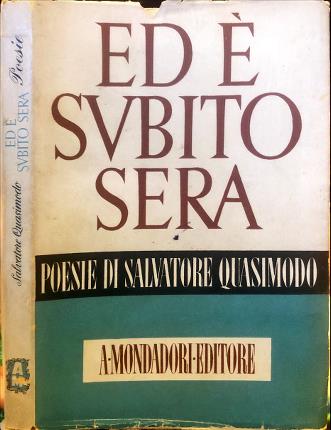 ED È
SVBITO
SERA
POESIE DI SALVATORE QUASIMODO
A·MONDADORI·EDITORE
Salvatore Quasimodo
ED È
SVBITO SERA
Poesie